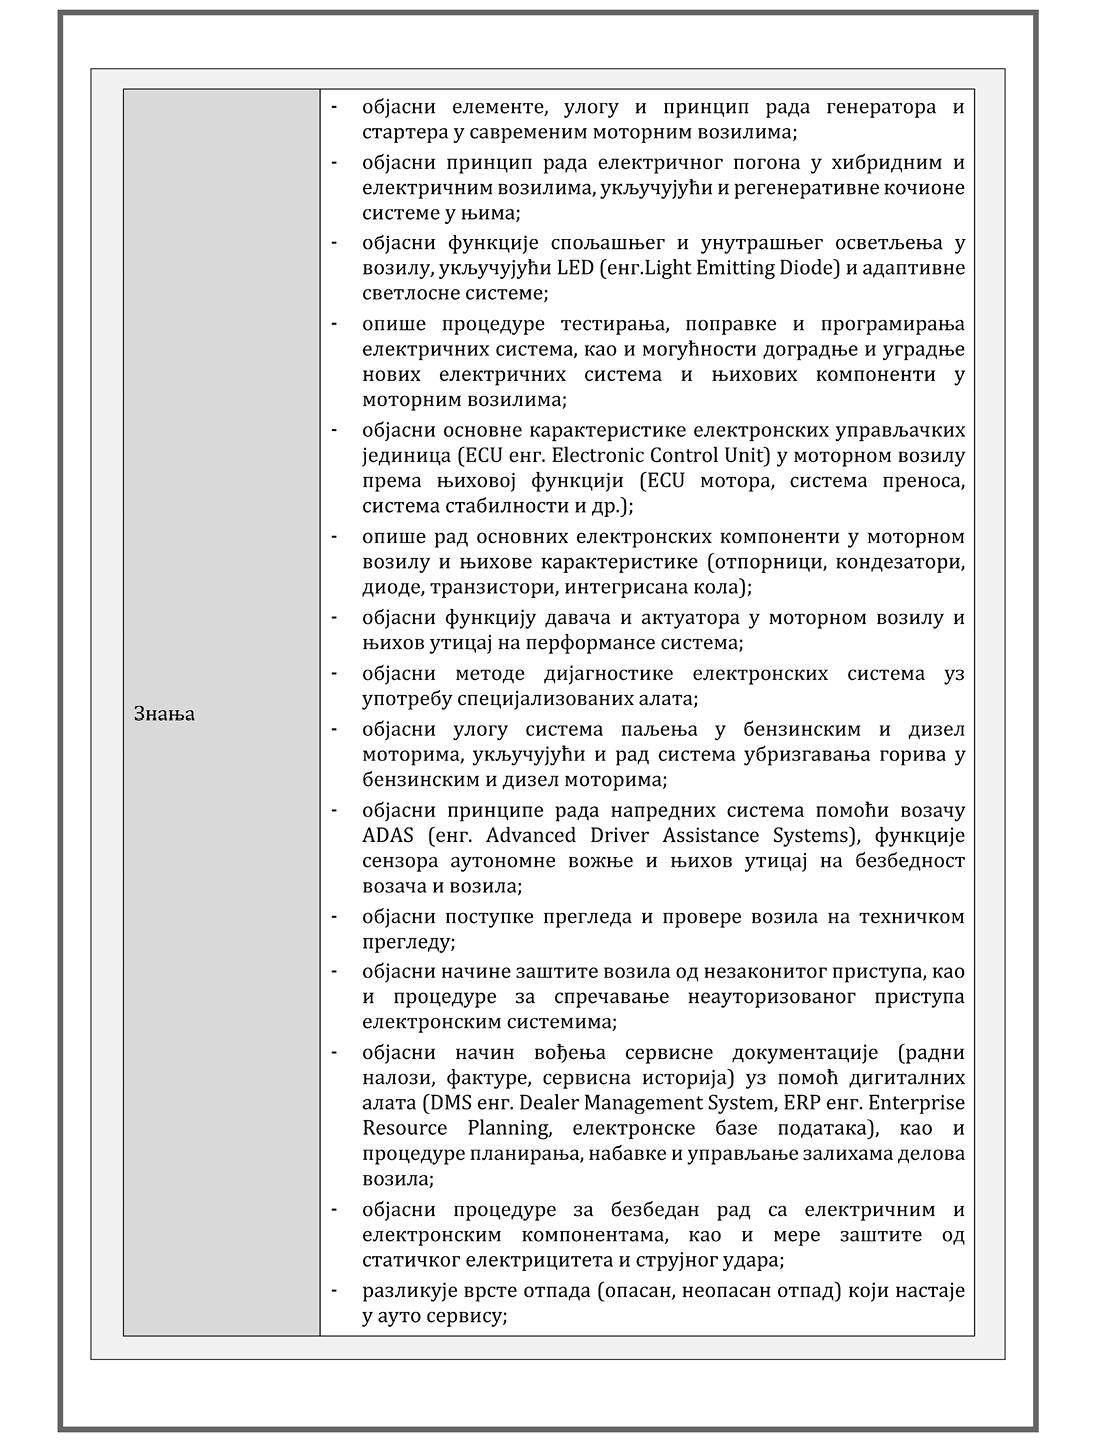 Знања
- објасни елементе, улогу и принцип рада генератора и
стартера у савременим моторним возилима;
- објасни принцип рада електричног погона у хибридним и
електричним возилима, укључујући и регенеративне кочионе
системе у њима;
- објасни функције спољашњег и унутрашњег осветљења у
возилу, укључујући LED (енг.Light Emitting Diode) и адаптивне
светлосне системе;
- опише процедуре тестирања, поправке и програмирања
електричних система, као и могућности доградње и уградње
нових електричних система и њихових компоненти у
моторним возилима;
- објасни основне карактеристике електронских управљачких
јединица (ECU енг. Electronic Control Unit) у моторном возилу
према њиховој функцији (ECU мотора, система преноса,
система стабилности и др.);
- опише рад основних електронских компоненти у моторном
возилу и њихове карактеристике (отпорници, кондезатори,
диоде, транзистори, интегрисана кола);
- објасни функцију давача и актуатора у моторном возилу и
њихов утицај на перформансе система;
- објасни методе дијагностике електронских система уз
употребу специјализованих алата;
- објасни улогу система паљења у бензинским и дизел
моторима, укључујући и рад система убризгавања горива у
бензинским и дизел моторима;
- објасни принципе рада напредних система помоћи возачу
ADAS (енг. Advanced Driver Assistance Systems), функције
сензора аутономне вожње и њихов утицај на безбедност
возача и возила;
- објасни поступке прегледа и провере возила на техничком
прегледу;
- објасни начине заштите возила од незаконитог приступа, као
и процедуре за спречавање неауторизованог приступа
електронским системима;
- објасни начин вођења сервисне документације (радни
налози, фактуре, сервисна историја) уз помоћ дигиталних
алата (DMS енг. Dealer Management System, ERP енг. Enterprise
Resource Planning, електронске базе података), као и
процедуре планирања, набавке и управљање залихама делова
возила;
- објасни процедуре за безбедан рад са електричним и
електронским компонентама, као и мере заштите од
статичког електрицитета и струјног удара;
- разликује врсте отпада (опасан, неопасан отпад) који настаје
у ауто сервису;